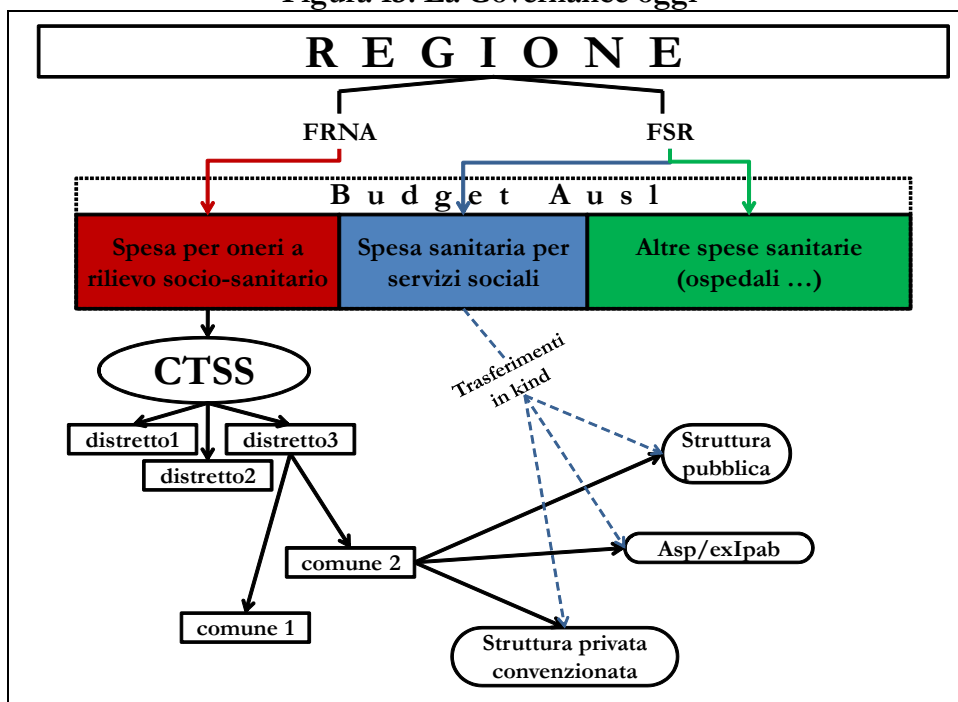 R E G I O N E
FRNA
FSR
B u d g e t A u s l
Spesa per oneri a
rilievo socio-sanitario
Spesa sanitaria per
servizi sociali
Altre spese sanitarie
(ospedali …)
CTSS
Trasferimenti
in kind
distretto1
distretto3
distretto2
Struttura
pubblica
comune 2
Asp/exIpab
comune 1
Struttura privata
convenzionata